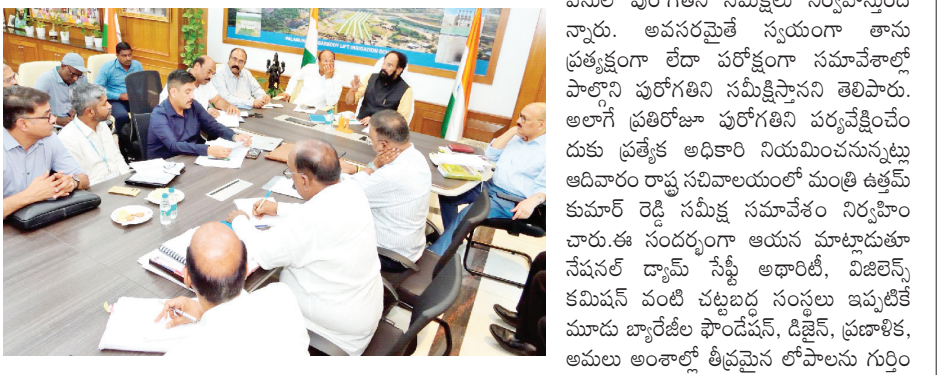 పనుల పురోగతిని సమీక్షలు నిర్వహిస్తుంది
న్నారు. అవసరమైతే స్వయంగా తాను
ప్రత్యక్షంగా లేదా పరోక్షంగా సమావేశాల్లో
పాల్గొని పురోగతిని సమీక్షిస్తానని తెలిపారు.
అలాగే ప్రతిరోజూ పురోగతిని పర్యవేక్షించేం
దుకు ప్రత్యేక అధికారి నియమించనున్నట్లు
ఆదివారం రాష్ట్ర సచివాలయంలో మంత్రి ఉత్తమ్
కుమార్ రెడ్డి సమీక్ష సమావేశం నిర్వహిం
చారు.ఈ సందర్భంగా ఆయన మాట్లాడుతూ
నేషనల్ డ్యామ్ సేఫ్టీ అథారిటీ, విజిలెన్స్
కమిషన్ వంటి చట్టబద్ధ సంస్థలు ఇప్పటికే
మూడు బ్యారేజీల ఫౌండేషన్, డిజైన్, ప్రణాళిక,
అమలు అంశాల్లో తీవ్రమైన లోపాలను గుర్తిం